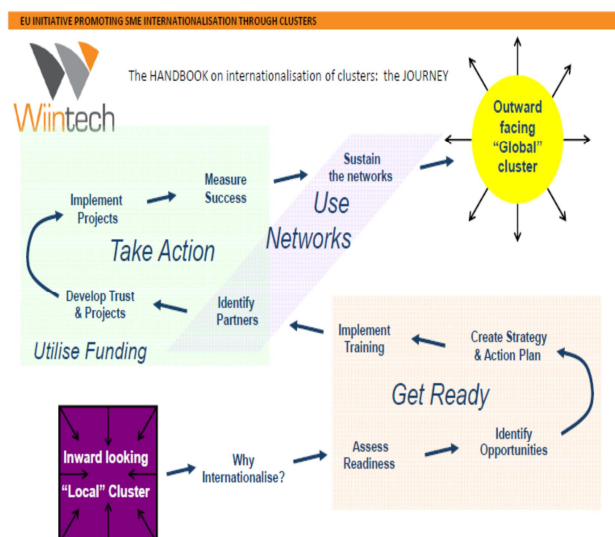 EU INITIATIVE PROMOTING SME INTERNATIONALISATION THROUGH CLUSTERS
Wiintech
The HANDBOOK on internationalisation of clusters: the JOURNEY
Outward
facing
“Global”
cluster
Sustain
the networks
Measure
Success
Implement
Projects
Use
Networks
Take Action
Develop Trust
& Projects
Identify
Partners
Utilise Funding
Implement
Training
Create Strategy
& Action Plan
Get Ready
Inward looking
“Local” Cluster
Why
Internationalise?
Assess
Readiness
Identify
Opportunities